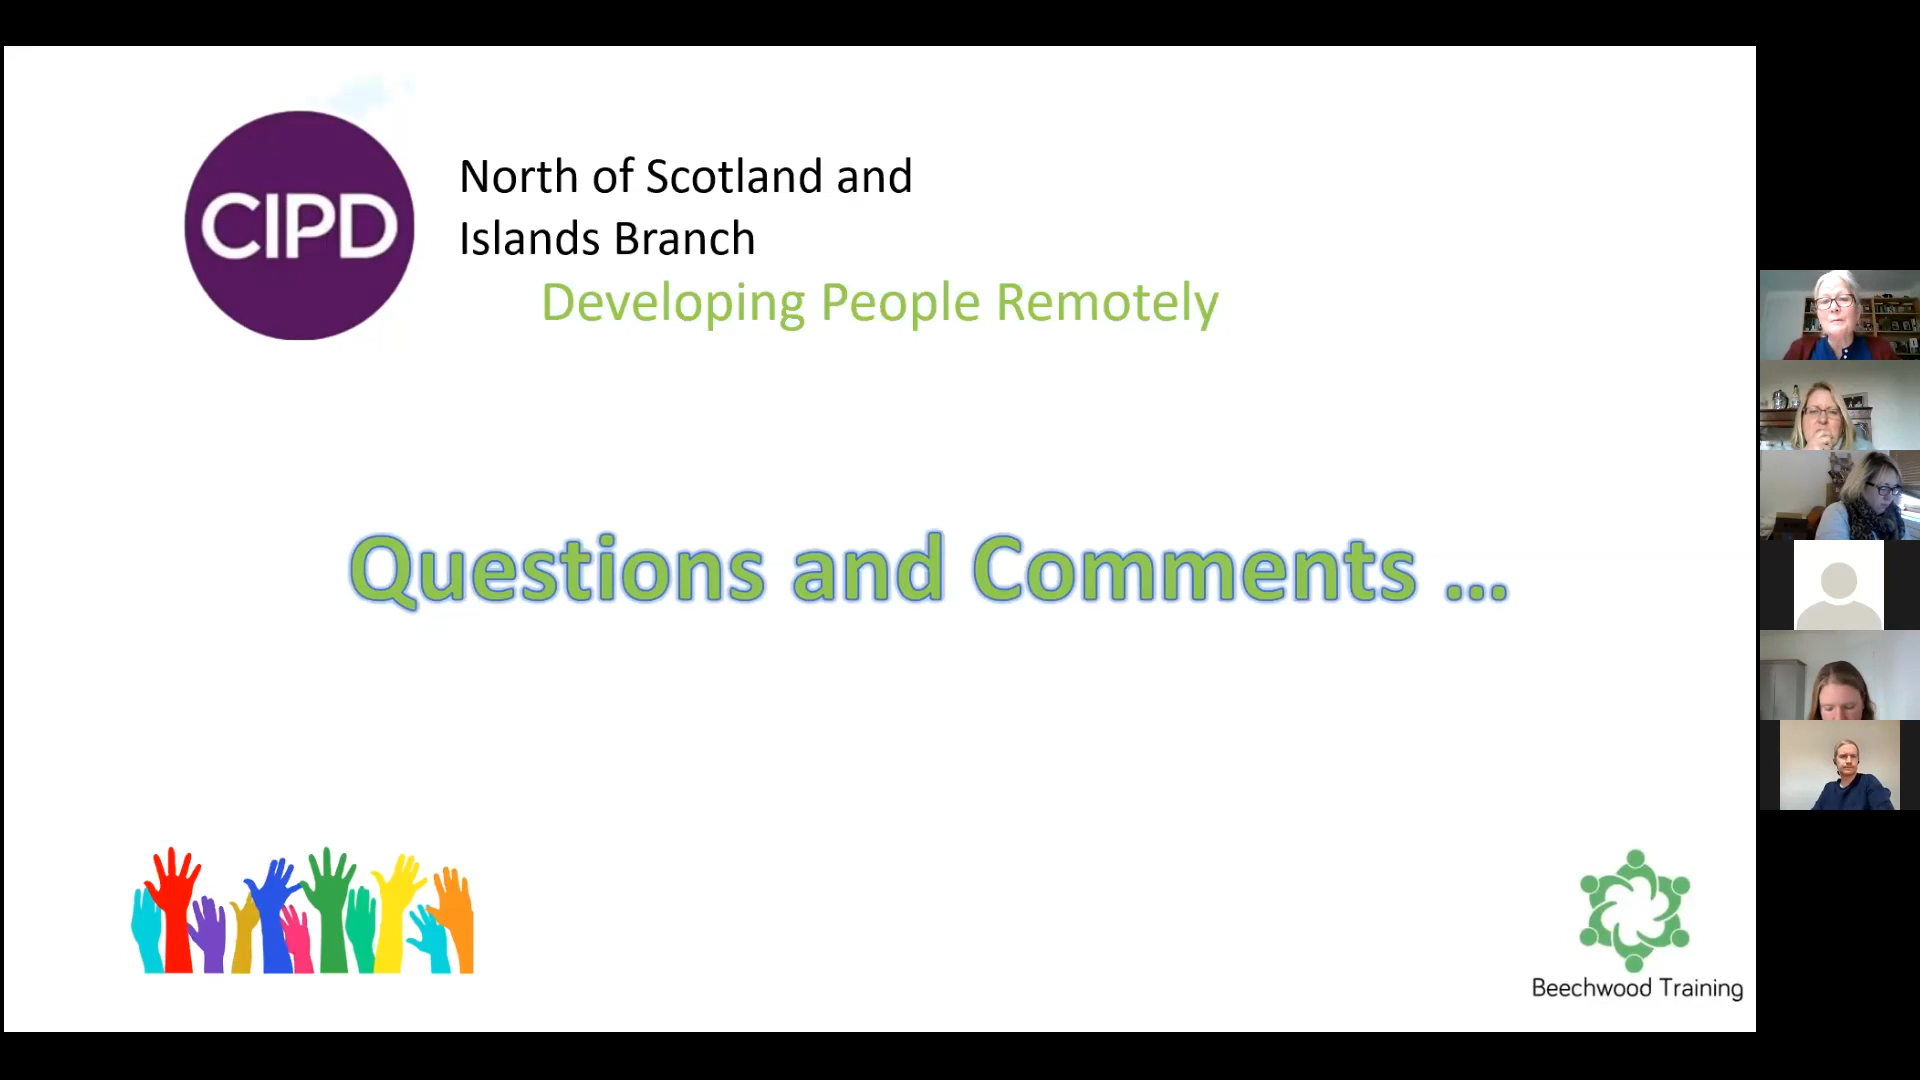 CIPD
North of Scotland and
Islands Branch
Developing People Remotely
Questions and Comments ...
Beechwood Training